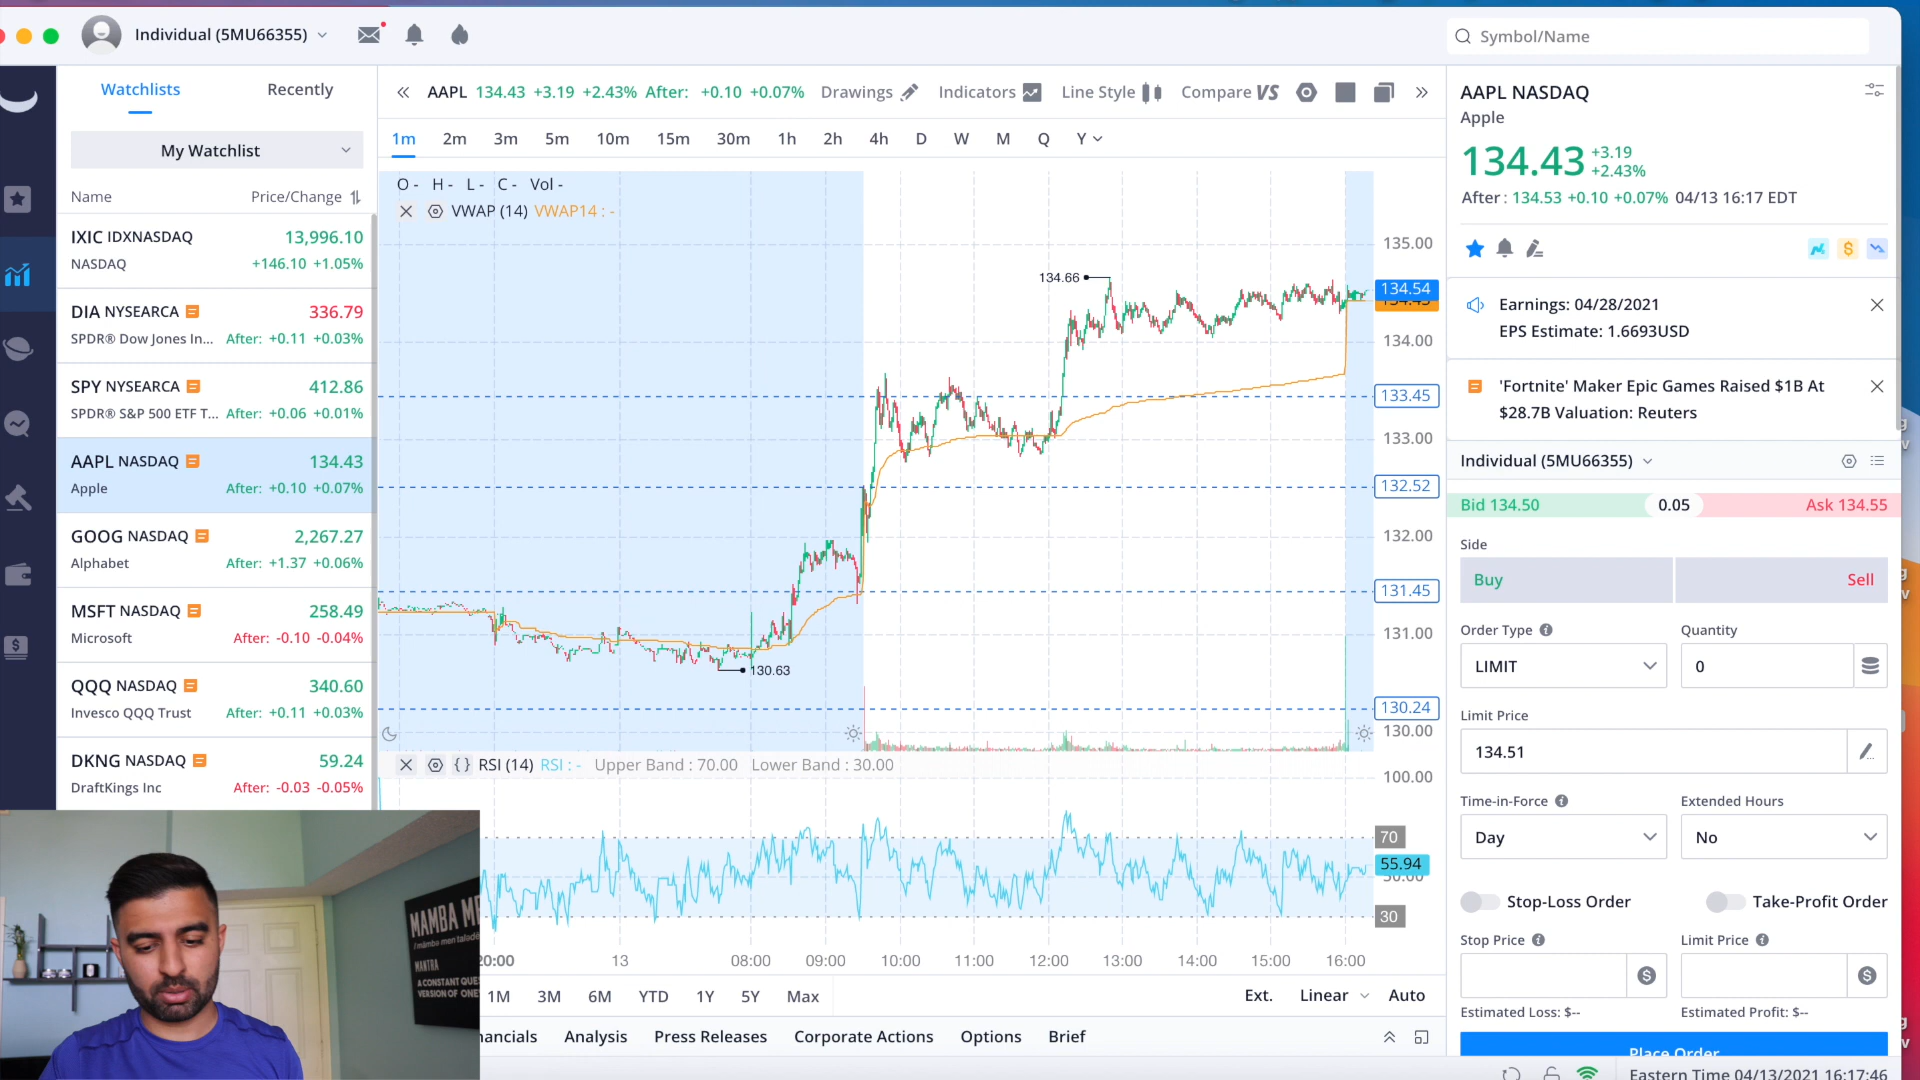 Individual (5MU66355)
Symbol/Name
Watchlists
Recently
My Watchlist
Name
Price/Change
IXIC IDXNASDAQ 13,996.10
NASDAQ +146.10 +1.05%
DIA NYSEARCA 336.79
SPDR® Dow Jones In... After: +0.11 +0.03%
SPY NYSEARCA 412.86
SPDR® S&P 500 ETF T... After: +0.06 +0.01%
AAPL NASDAQ 134.43
Apple After: +0.10 +0.07%
GOOG NASDAQ 2,267.27
Alphabet After: +1.37 +0.06%
MSFT NASDAQ 258.49
Microsoft After: -0.10 -0.04%
QQQ NASDAQ 340.60
Invesco QQQ Trust After: +0.11 +0.03%
DKNG NASDAQ 59.24
DraftKings Inc After: -0.03 -0.05%
AAPL 134.43 +3.19 +2.43% After: +0.10 +0.07% Drawings Indicators Line Style Compare VS
1m 2m 3m 5m 10m 15m 30m 1h 2h 4h D W M Q Y
O - H - L - C - Vol -
VWAP (14) VWAP14 : -
134.66
130.63
135.00
134.54
134.00
133.45
133.00
132.52
132.00
131.45
131.00
130.24
130.00
RSI (14) RSI : - Upper Band : 70.00 Lower Band : 30.00
100.00
70
55.94
50.00
30
20:00 13 08:00 09:00 10:00 11:00 12:00 13:00 14:00 15:00 16:00
1M 3M 6M YTD 1Y 5Y Max
Ext. Linear Auto
Analysis Press Releases Corporate Actions Options Brief
AAPL NASDAQ
Apple
134.43 +3.19
+2.43%
After : 134.53 +0.10 +0.07% 04/13 16:17 EDT
Earnings: 04/28/2021
EPS Estimate: 1.6693USD
'Fortnite' Maker Epic Games Raised $1B At
$28.7B Valuation: Reuters
Individual (5MU66355)
Bid 134.50 0.05 Ask 134.55
Side
Buy Sell
Order Type Quantity
LIMIT 0
Limit Price
134.51
Time-in-Force Extended Hours
Day No
Stop-Loss Order Take-Profit Order
Stop Price Limit Price
Estimated Loss: $-- Estimated Profit: $--
Place Order
Eastern Time 04/13/2021 16:17:46
MAMBA
MANTRA
A CONSTANT
VERSION OF